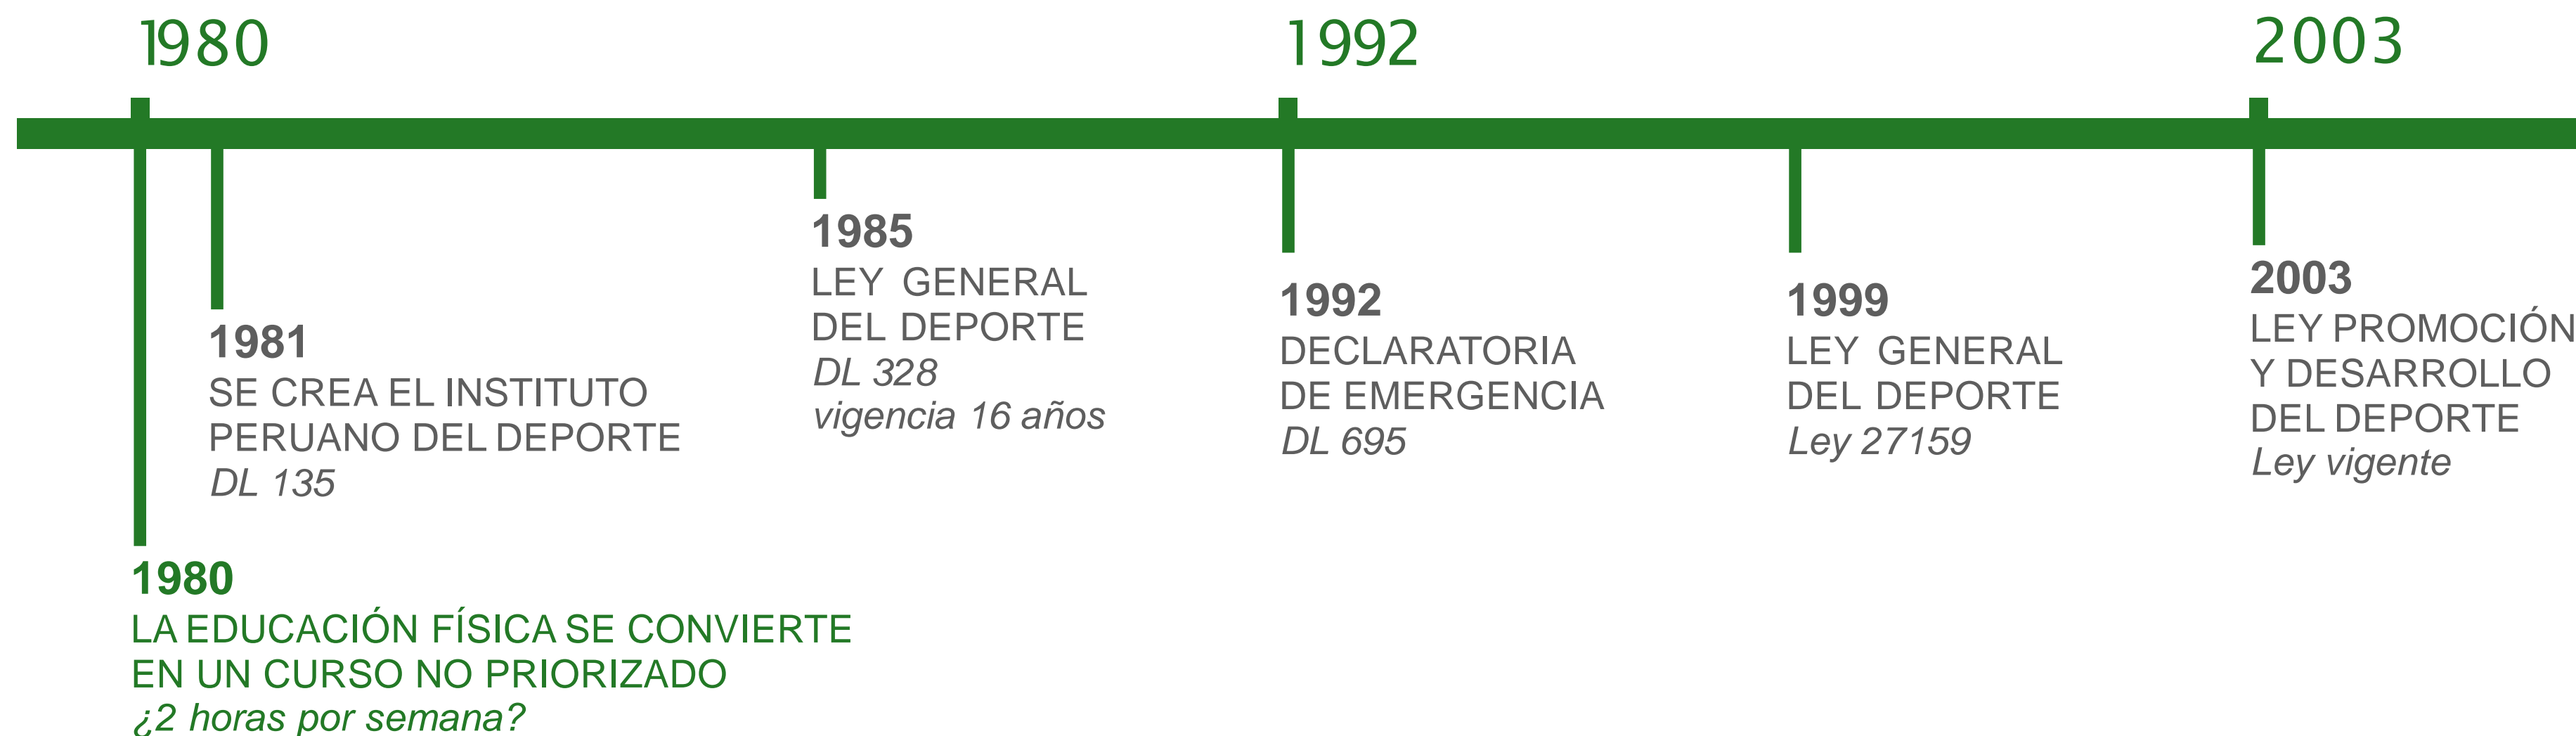 1980
1992
2003
1985
LEY GENERAL
DEL DEPORTE
DL 328
vigencia 16 años
1981
SE CREA EL INSTITUTO
PERUANO DEL DEPORTE
DL 135
1992
DECLARATORIA
DE EMERGENCIA
DL 695
1999
LEY GENERAL
DEL DEPORTE
Ley 27159
2003
LEY PROMOCIÓN
Y DESARROLLO
DEL DEPORTE
Ley vigente
1980
LA EDUCACIÓN FÍSICA SE CONVIERTE
EN UN CURSO NO PRIORIZADO
¿2 horas por semana?